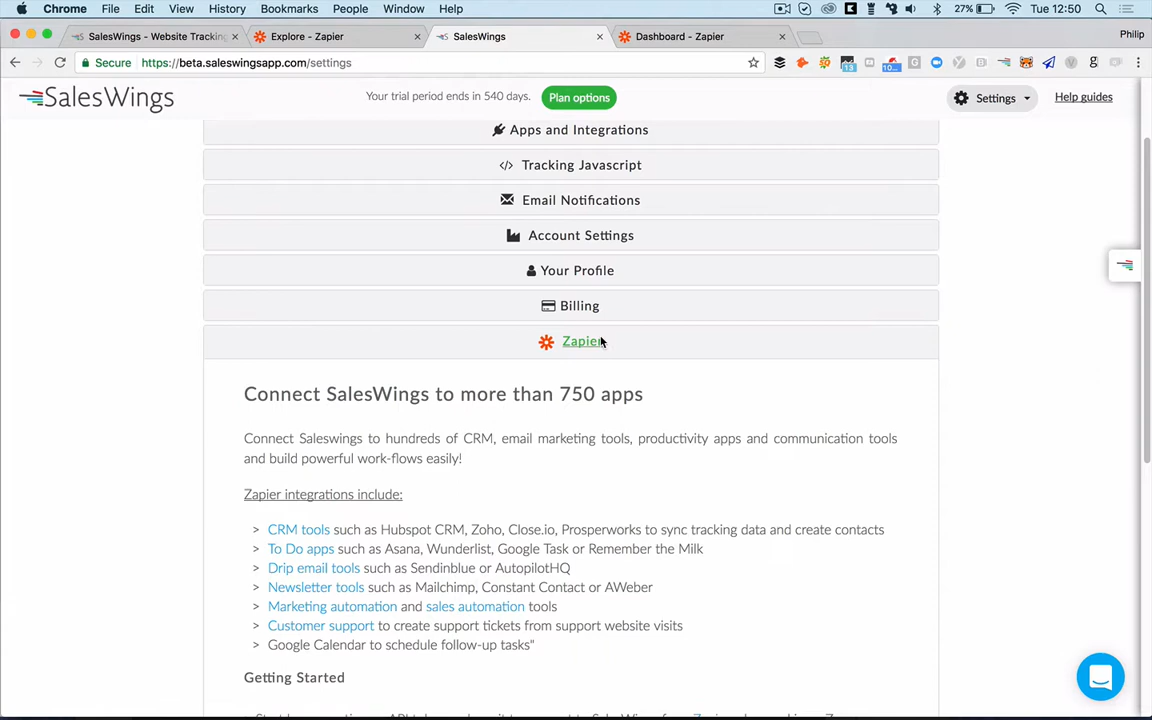 Chrome File Edit View History Bookmarks People Window Help 27% Tue 12:50
SalesWings - Website Tracking Explore - Zapier SalesWings Dashboard - Zapier Philip
Secure https://beta.saleswingsapp.com/settings
SalesWings Your trial period ends in 540 days. Plan options Settings Help guides
Apps and Integrations
</> Tracking Javascript
Email Notifications
Account Settings
Your Profile
Billing
Zapier
Connect SalesWings to more than 750 apps
Connect Saleswings to hundreds of CRM, email marketing tools, productivity apps and communication tools
and build powerful work-flows easily!
Zapier integrations include:
> CRM tools such as Hubspot CRM, Zoho, Close.io, Prosperworks to sync tracking data and create contacts
> To Do apps such as Asana, Wunderlist, Google Task or Remember the Milk
> Drip email tools such as Sendinblue or AutopilotHQ
> Newsletter tools such as Mailchimp, Constant Contact or AWeber
> Marketing automation and sales automation tools
> Customer support to create support tickets from support website visits
> Google Calendar to schedule follow-up tasks"
Getting Started